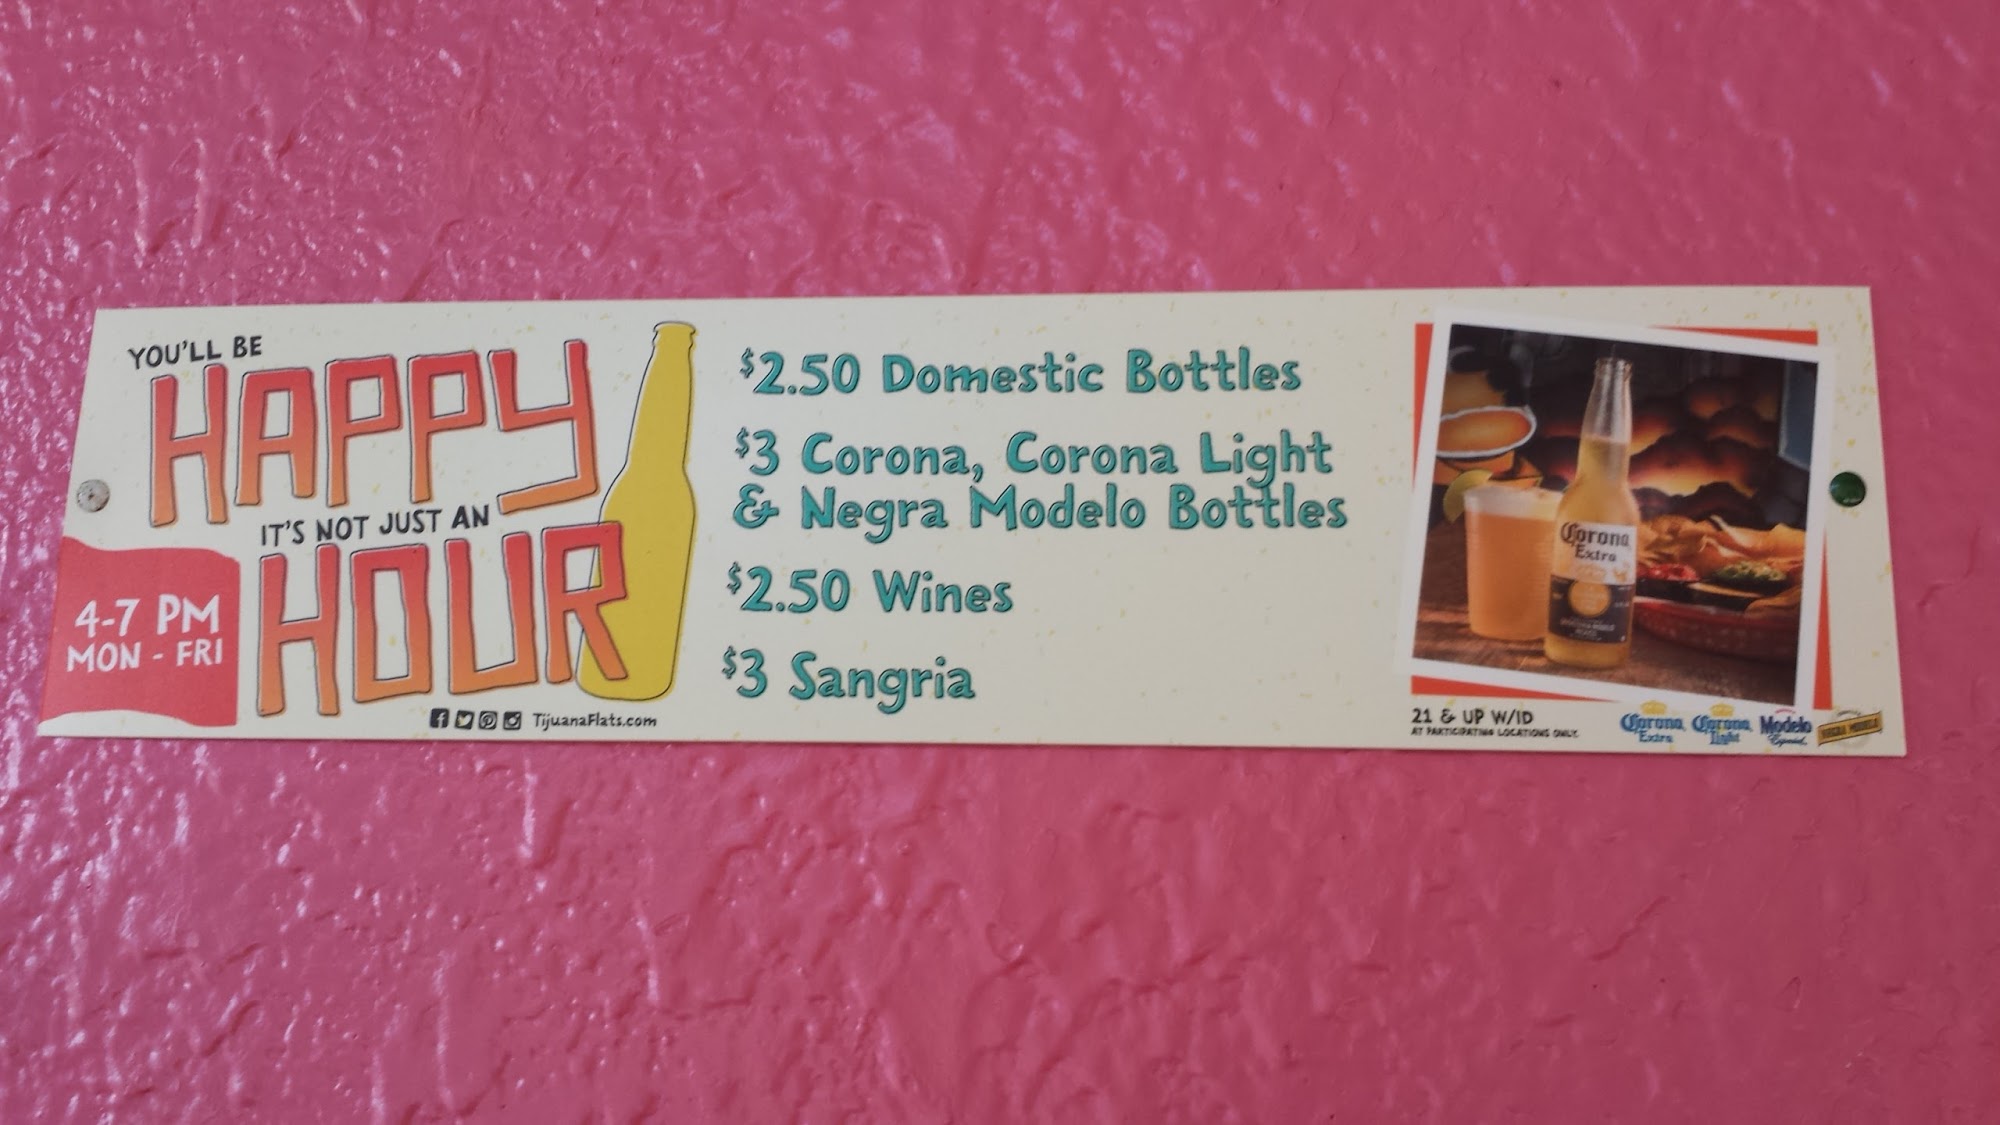 YOU'LL BE
HAPPY
IT'S NOT JUST AN
HOUR
4-7 PM
MON - FRI
TijuanaFlats.com
$2.50 Domestic Bottles
$3 Corona, Corona Light
& Negra Modelo Bottles
$2.50 Wines
$3 Sangria
Corona
Extra
21 & UP W/ID
AT PARTICIPATING LOCATIONS ONLY.
Corona Extra
Corona Light
Modelo Especial
NEGRA MODELO